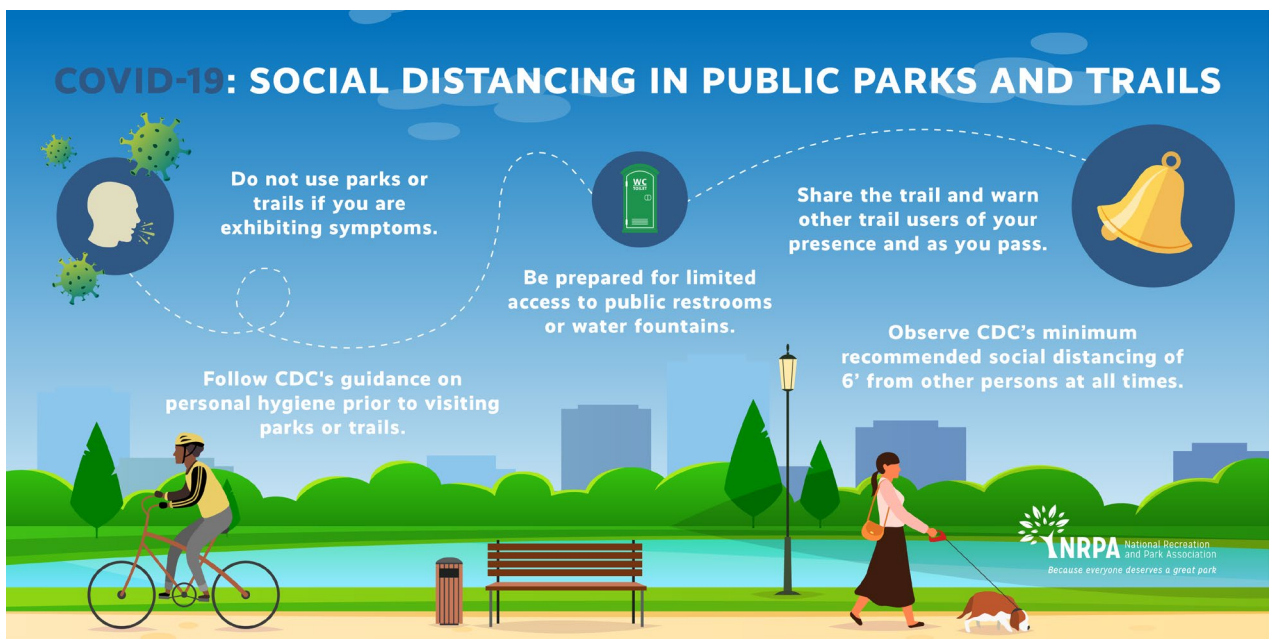 COVID-19: SOCIAL DISTANCING IN PUBLIC PARKS AND TRAILS
Do not use parks or
trails if you are
exhibiting symptoms.
Follow CDC's guidance on
personal hygiene prior to visiting
parks or trails.
WC
TOILET
Be prepared for limited
access to public restrooms
or water fountains.
Share the trail and warn
other trail users of your
presence and as you pass.
Observe CDC’s minimum
recommended social distancing of
6’ from other persons at all times.
NRPA National Recreation
and Park Association
Because everyone deserves a great park